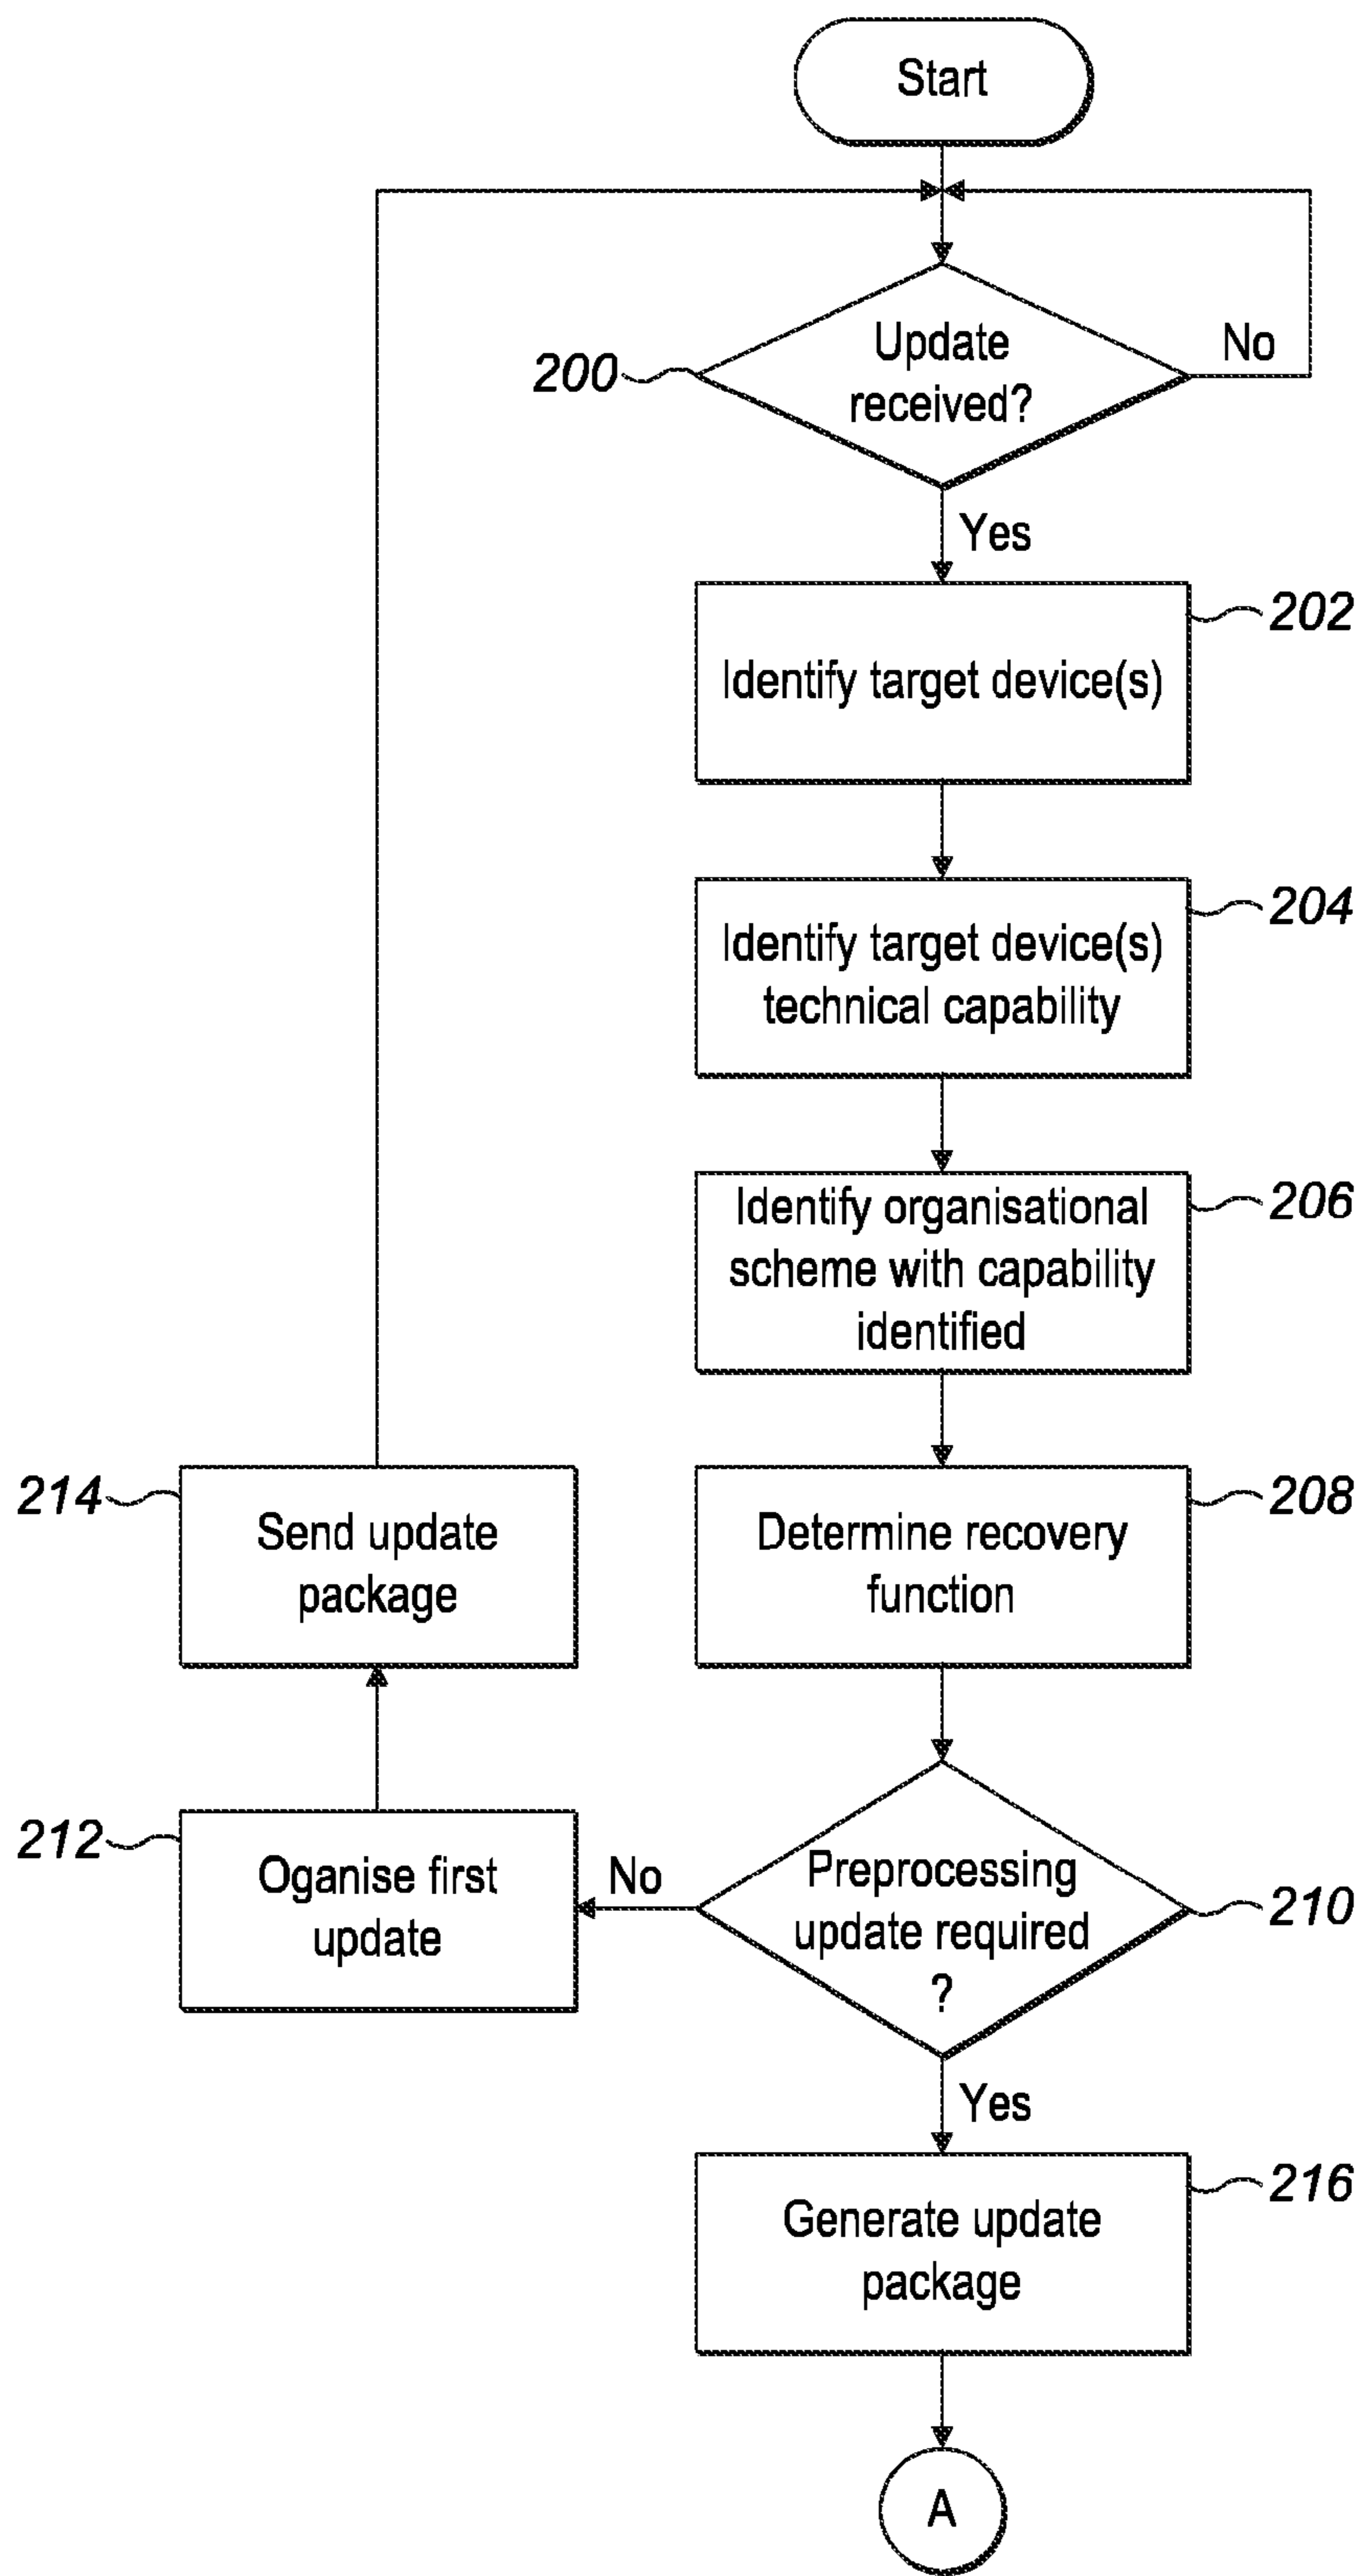 Start
Update
received?
No
200
Yes
202
Identify target device(s)
204
Identify target device(s)
technical capability
206
Identify organisational
scheme with capability
identified
214
Send update
package
208
Determine recovery
function
212
Oganise first
update
No
Preprocessing
update required
?
210
Yes
216
Generate update
package
A